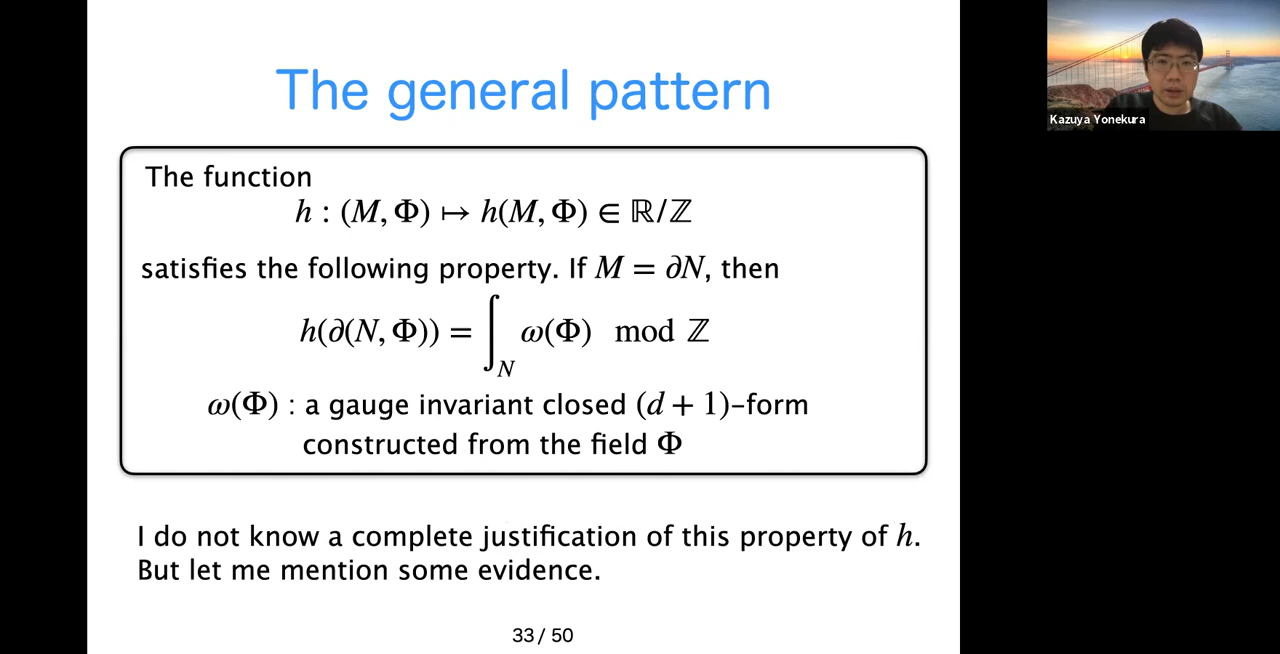 The general pattern
Kazuya Yonekura
The function
h : (M, Φ) ↦ h(M, Φ) ∈ ℝ/ℤ
satisfies the following property. If M = ∂N, then
h(∂(N, Φ)) = ∫_N ω(Φ) mod ℤ
ω(Φ) : a gauge invariant closed (d + 1)-form
constructed from the field Φ
I do not know a complete justification of this property of h.
But let me mention some evidence.
33 / 50